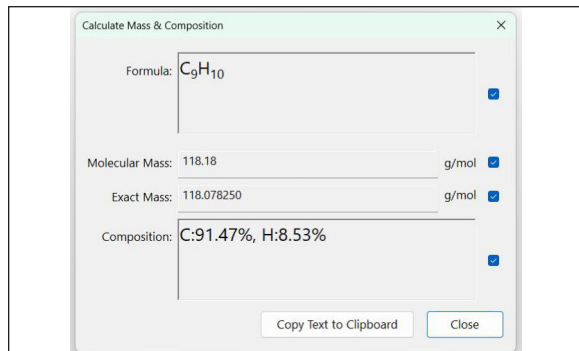 Calculate Mass & Composition
Formula: C₉H₁₀
Molecular Mass: 118.18 g/mol
Exact Mass: 118.078250 g/mol
Composition: C:91.47%, H:8.53%
Copy Text to Clipboard Close